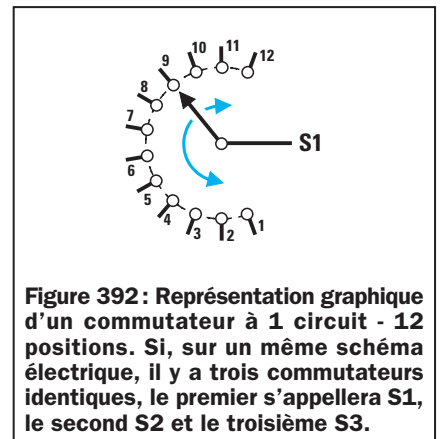 10 11 12
9
8
7
S1
6
5
4
3 2 1
Figure 392 : Représentation graphique
d'un commutateur à 1 circuit - 12
positions. Si, sur un même schéma
électrique, il y a trois commutateurs
identiques, le premier s'appellera S1,
le second S2 et le troisième S3.